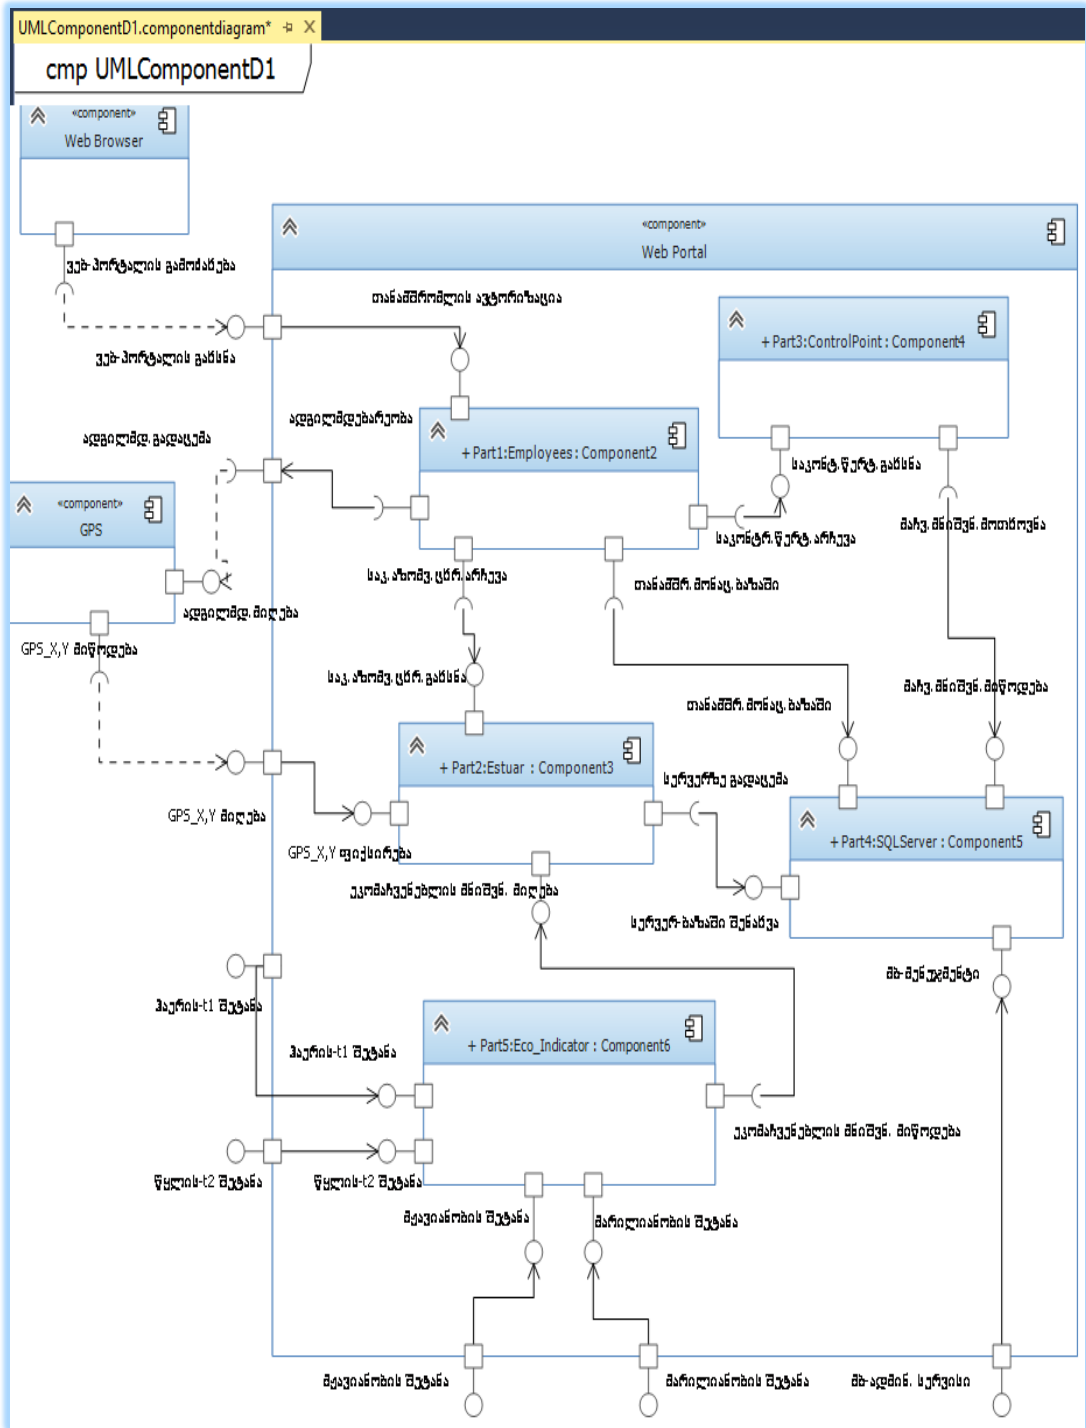 UMLComponentD1.componentdiagram*
cmp UMLComponentD1
«component»
Web Browser
ვებ-პორტალის გამოძახება
«component»
Web Portal
თანამშრომლის ავტორიზაცია
ვებ-პორტალის გახსნა
+ Part3:ControlPoint : Component4
ადგილმდებარეობა
ადგილმდ. გადაცემა
+ Part1:Employees : Component2
საკონტ. წერტ. გახსნა
«component»
GPS
მაჩვ. მნიშვნ. მოთხოვნა
საკონტრ. წერტ. არჩევა
საკ. აზომვ. ცხრ. არჩევა
თანამშრ. მონაც. ბაზაში
ადგილმდ. მიღება
GPS_X,Y მიწოდება
საკ. აზომვ. ცხრ. გახსნა
მაჩვ. მნიშვნ. მიწოდება
თანამშრ. მონაც. ბაზაში
+ Part2:Estuar : Component3
სერვერზე გადაცემა
GPS_X,Y მიღება
GPS_X,Y ფიქსირება
+ Part4:SQLServer : Component5
ეკომაჩვენებლის მნიშვნ. მიღება
სერვერ-ბაზაში შენახვა
მბ-მენეჯმენტი
ჰაერის-t1 შეტანა
ჰაერის-t1 შეტანა
+ Part5:Eco_Indicator : Component6
ეკომაჩვენებლის მნიშვნ. მიწოდება
წყლის-t2 შეტანა
წყლის-t2 შეტანა
მჟავიანობის შეტანა
მარილიანობის შეტანა
მჟავიანობის შეტანა
მარილიანობის შეტანა
მბ-ადმინ. სერვისი